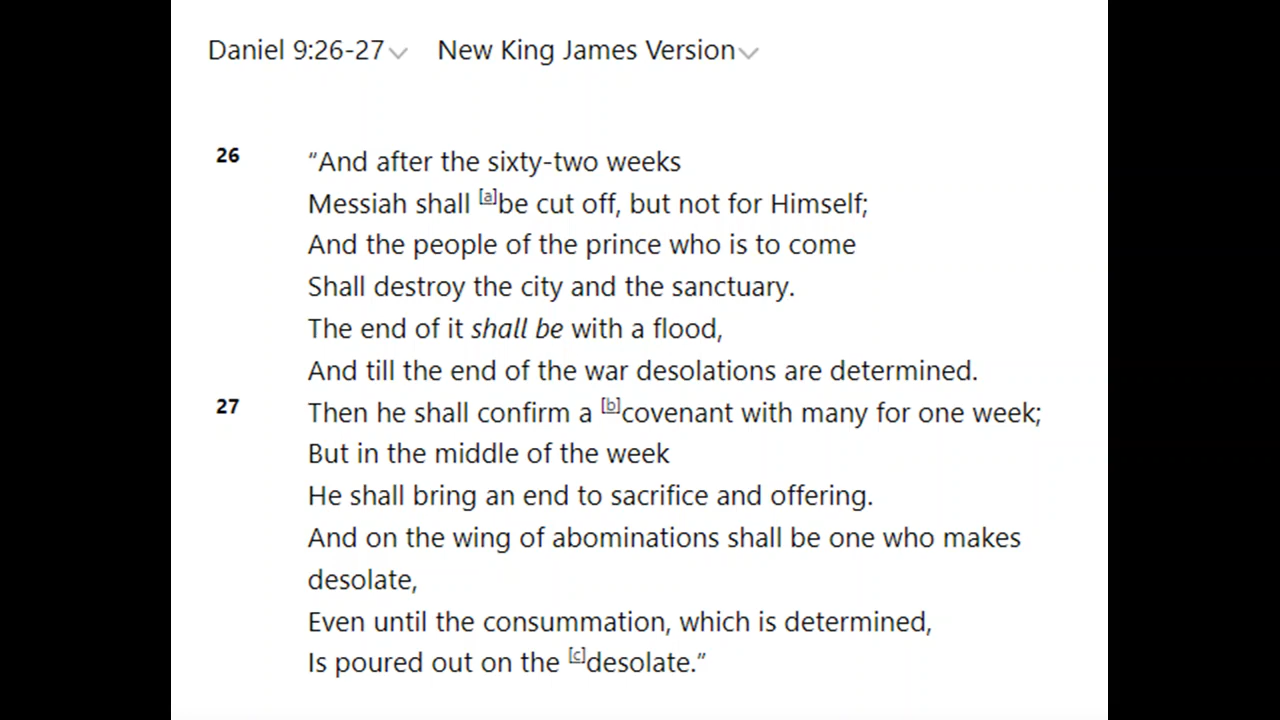 Daniel 9:26-27 New King James Version
26 “And after the sixty-two weeks
Messiah shall [a]be cut off, but not for Himself;
And the people of the prince who is to come
Shall destroy the city and the sanctuary.
The end of it shall be with a flood,
And till the end of the war desolations are determined.
27 Then he shall confirm a [b]covenant with many for one week;
But in the middle of the week
He shall bring an end to sacrifice and offering.
And on the wing of abominations shall be one who makes
desolate,
Even until the consummation, which is determined,
Is poured out on the [c]desolate.”